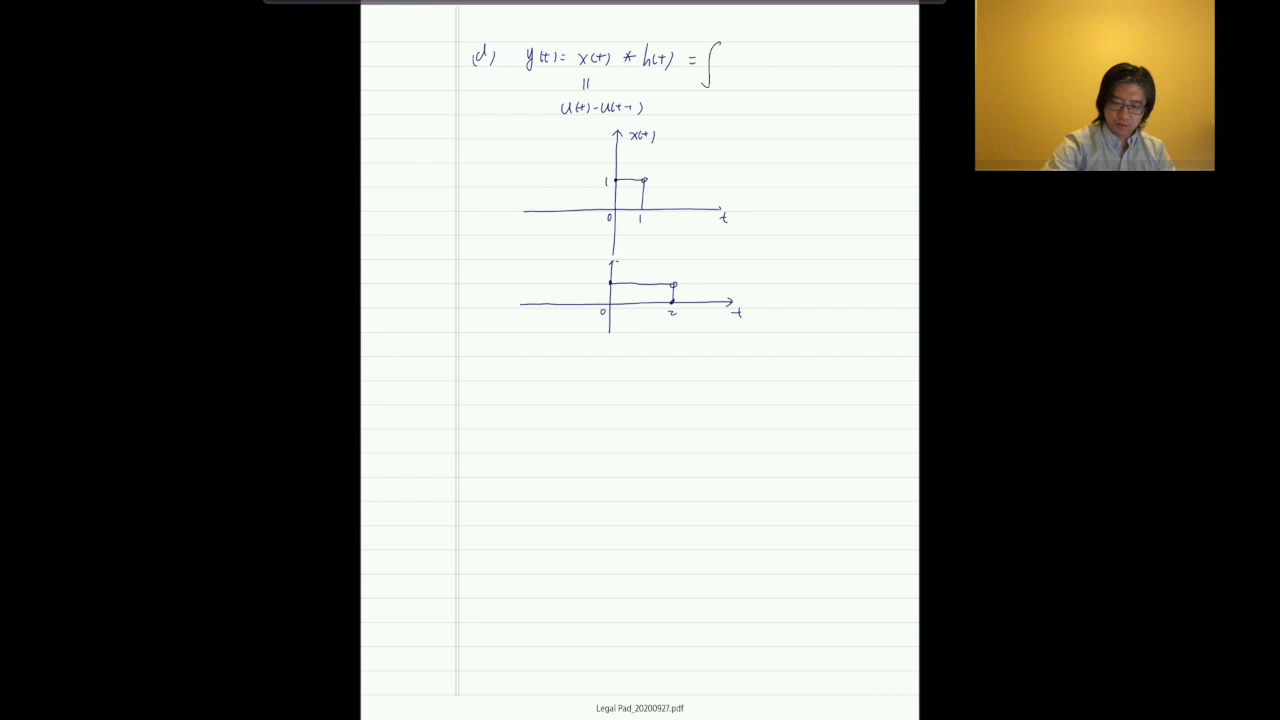 (d) y(t) = x(t) * h(t) = ∫
||
u(t) - u(t-1)
x(t)
1
0 1 t
0 2 t
Legal Pad_20200927.pdf